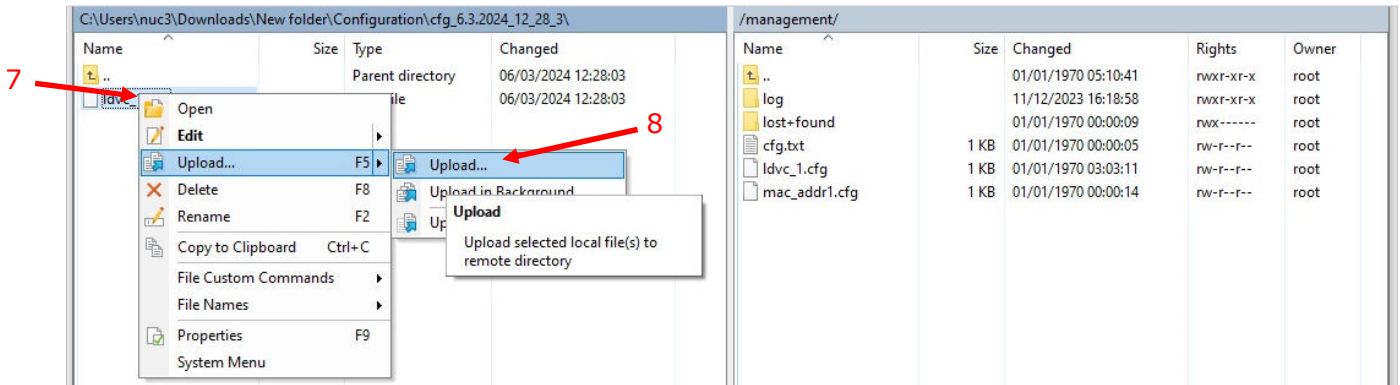 C:\Users\nuc3\Downloads\New folder\Configuration\cfg_6.3.2024_12_28_3\
Name Size Type Changed
.. Parent directory 06/03/2024 12:28:03
ldvc_ file 06/03/2024 12:28:03
7
Open
Edit
Upload... F5
Delete F8
Rename F2
Copy to Clipboard Ctrl+C
File Custom Commands
File Names
Properties F9
System Menu
8
Upload...
Upload in Background
Up
Upload
Upload selected local file(s) to
remote directory
/management/
Name Size Changed Rights Owner
.. 01/01/1970 05:10:41 rwxr-xr-x root
log 11/12/2023 16:18:58 rwxr-xr-x root
lost+found 01/01/1970 00:00:09 rwx------ root
cfg.txt 1 KB 01/01/1970 00:00:05 rw-r--r-- root
ldvc_1.cfg 1 KB 01/01/1970 03:03:11 rw-r--r-- root
mac_addr1.cfg 1 KB 01/01/1970 00:00:14 rw-r--r-- root